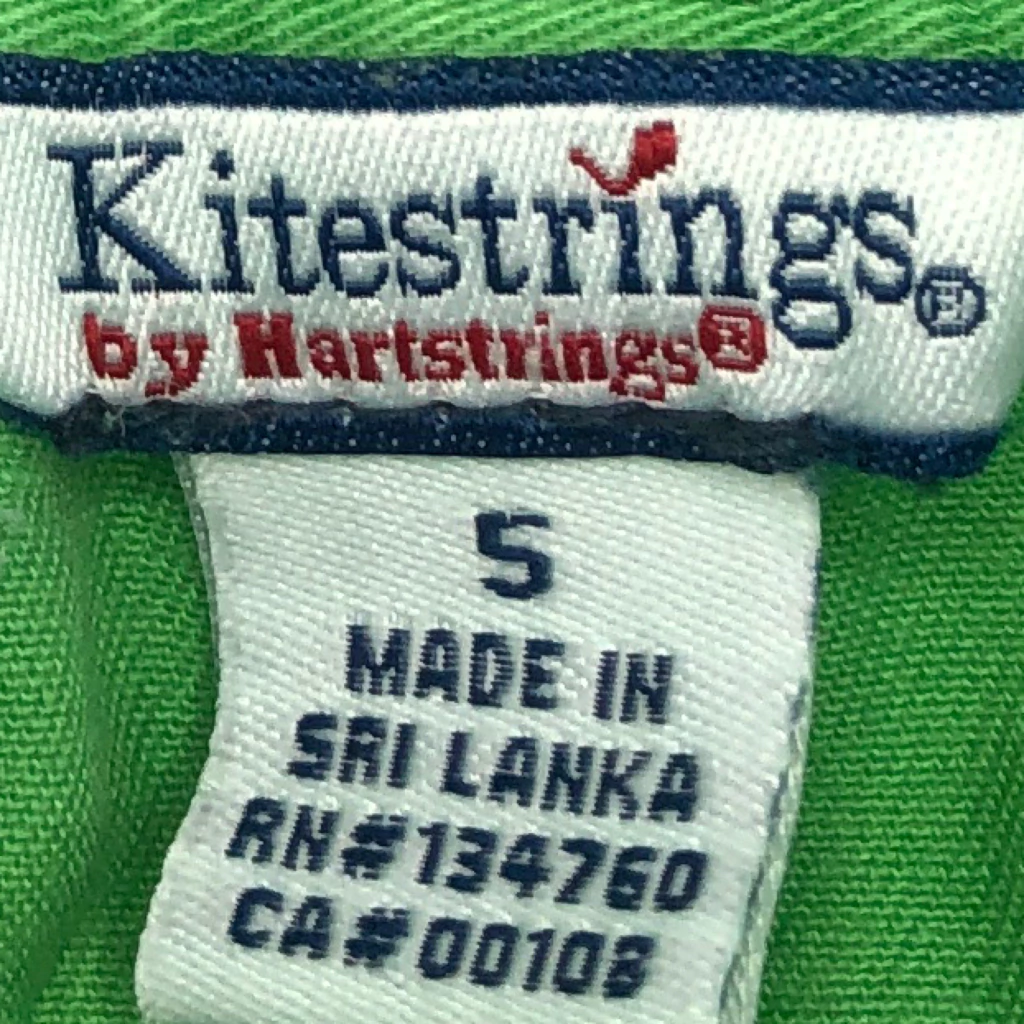 Kitestrings®
by Hartstrings®
5
MADE IN
SRI LANKA
RN#134760
CA#00108